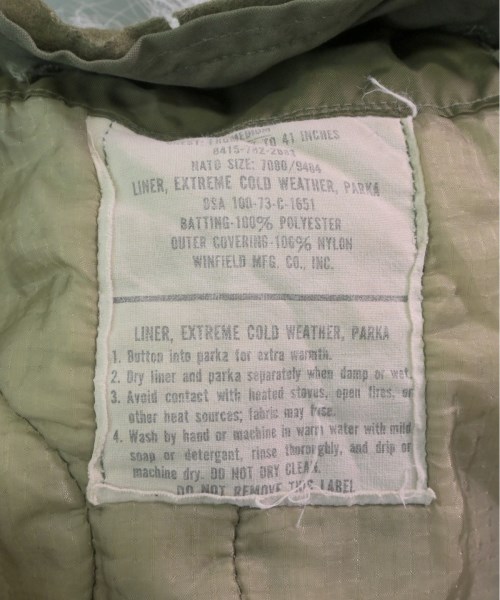 MEDIUM
TO 41 INCHES
NATO SIZE: 7080/9404
LINER, EXTREME COLD WEATHER, PARKA
DSA 100-73-C-1651
BATTING-100% POLYESTER
OUTER COVERING-100% NYLON
WINFIELD MFG. CO., INC.
LINER, EXTREME COLD WEATHER, PARKA
1. Button into parka for extra warmth.
2. Dry liner and parka separately when damp or wet.
3. Avoid contact with heated stoves, open fires, or
other heat sources; fabric may fuse.
4. Wash by hand or machine in warm water with mild
soap or detergent, rinse thoroughly, and drip or
machine dry. DO NOT DRY CLEAN.
DO NOT REMOVE THIS LABEL